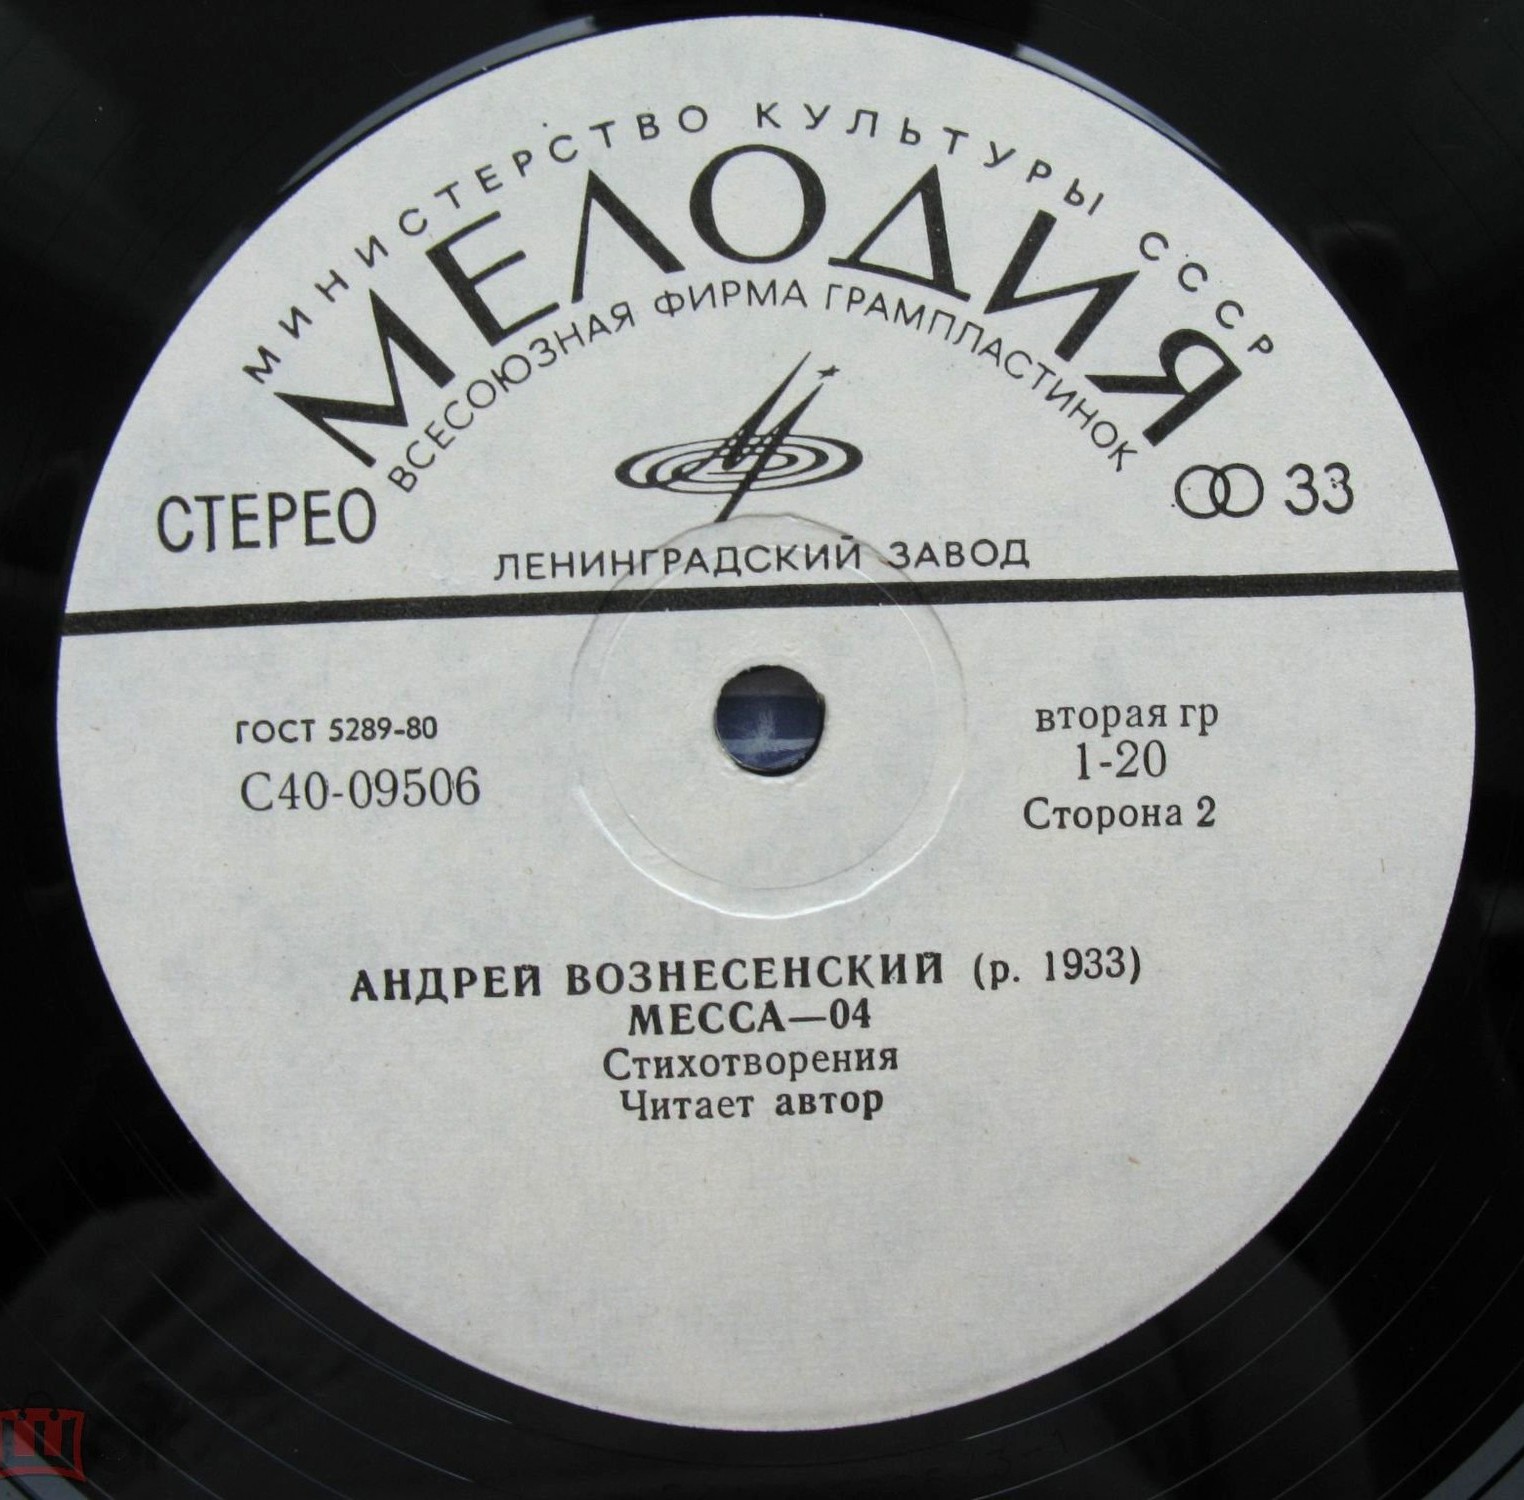 МИНИСТЕРСТВО КУЛЬТУРЫ СССР
МЕЛОДИЯ
ВСЕСОЮЗНАЯ ФИРМА ГРАМПЛАСТИНОК
СТЕРЕО
33
ЛЕНИНГРАДСКИЙ ЗАВОД
ГОСТ 5289-80
С40-09506
вторая гр
1-20
Сторона 2
АНДРЕЙ ВОЗНЕСЕНСКИЙ (р. 1933)
МЕССА—04
Стихотворения
Читает автор